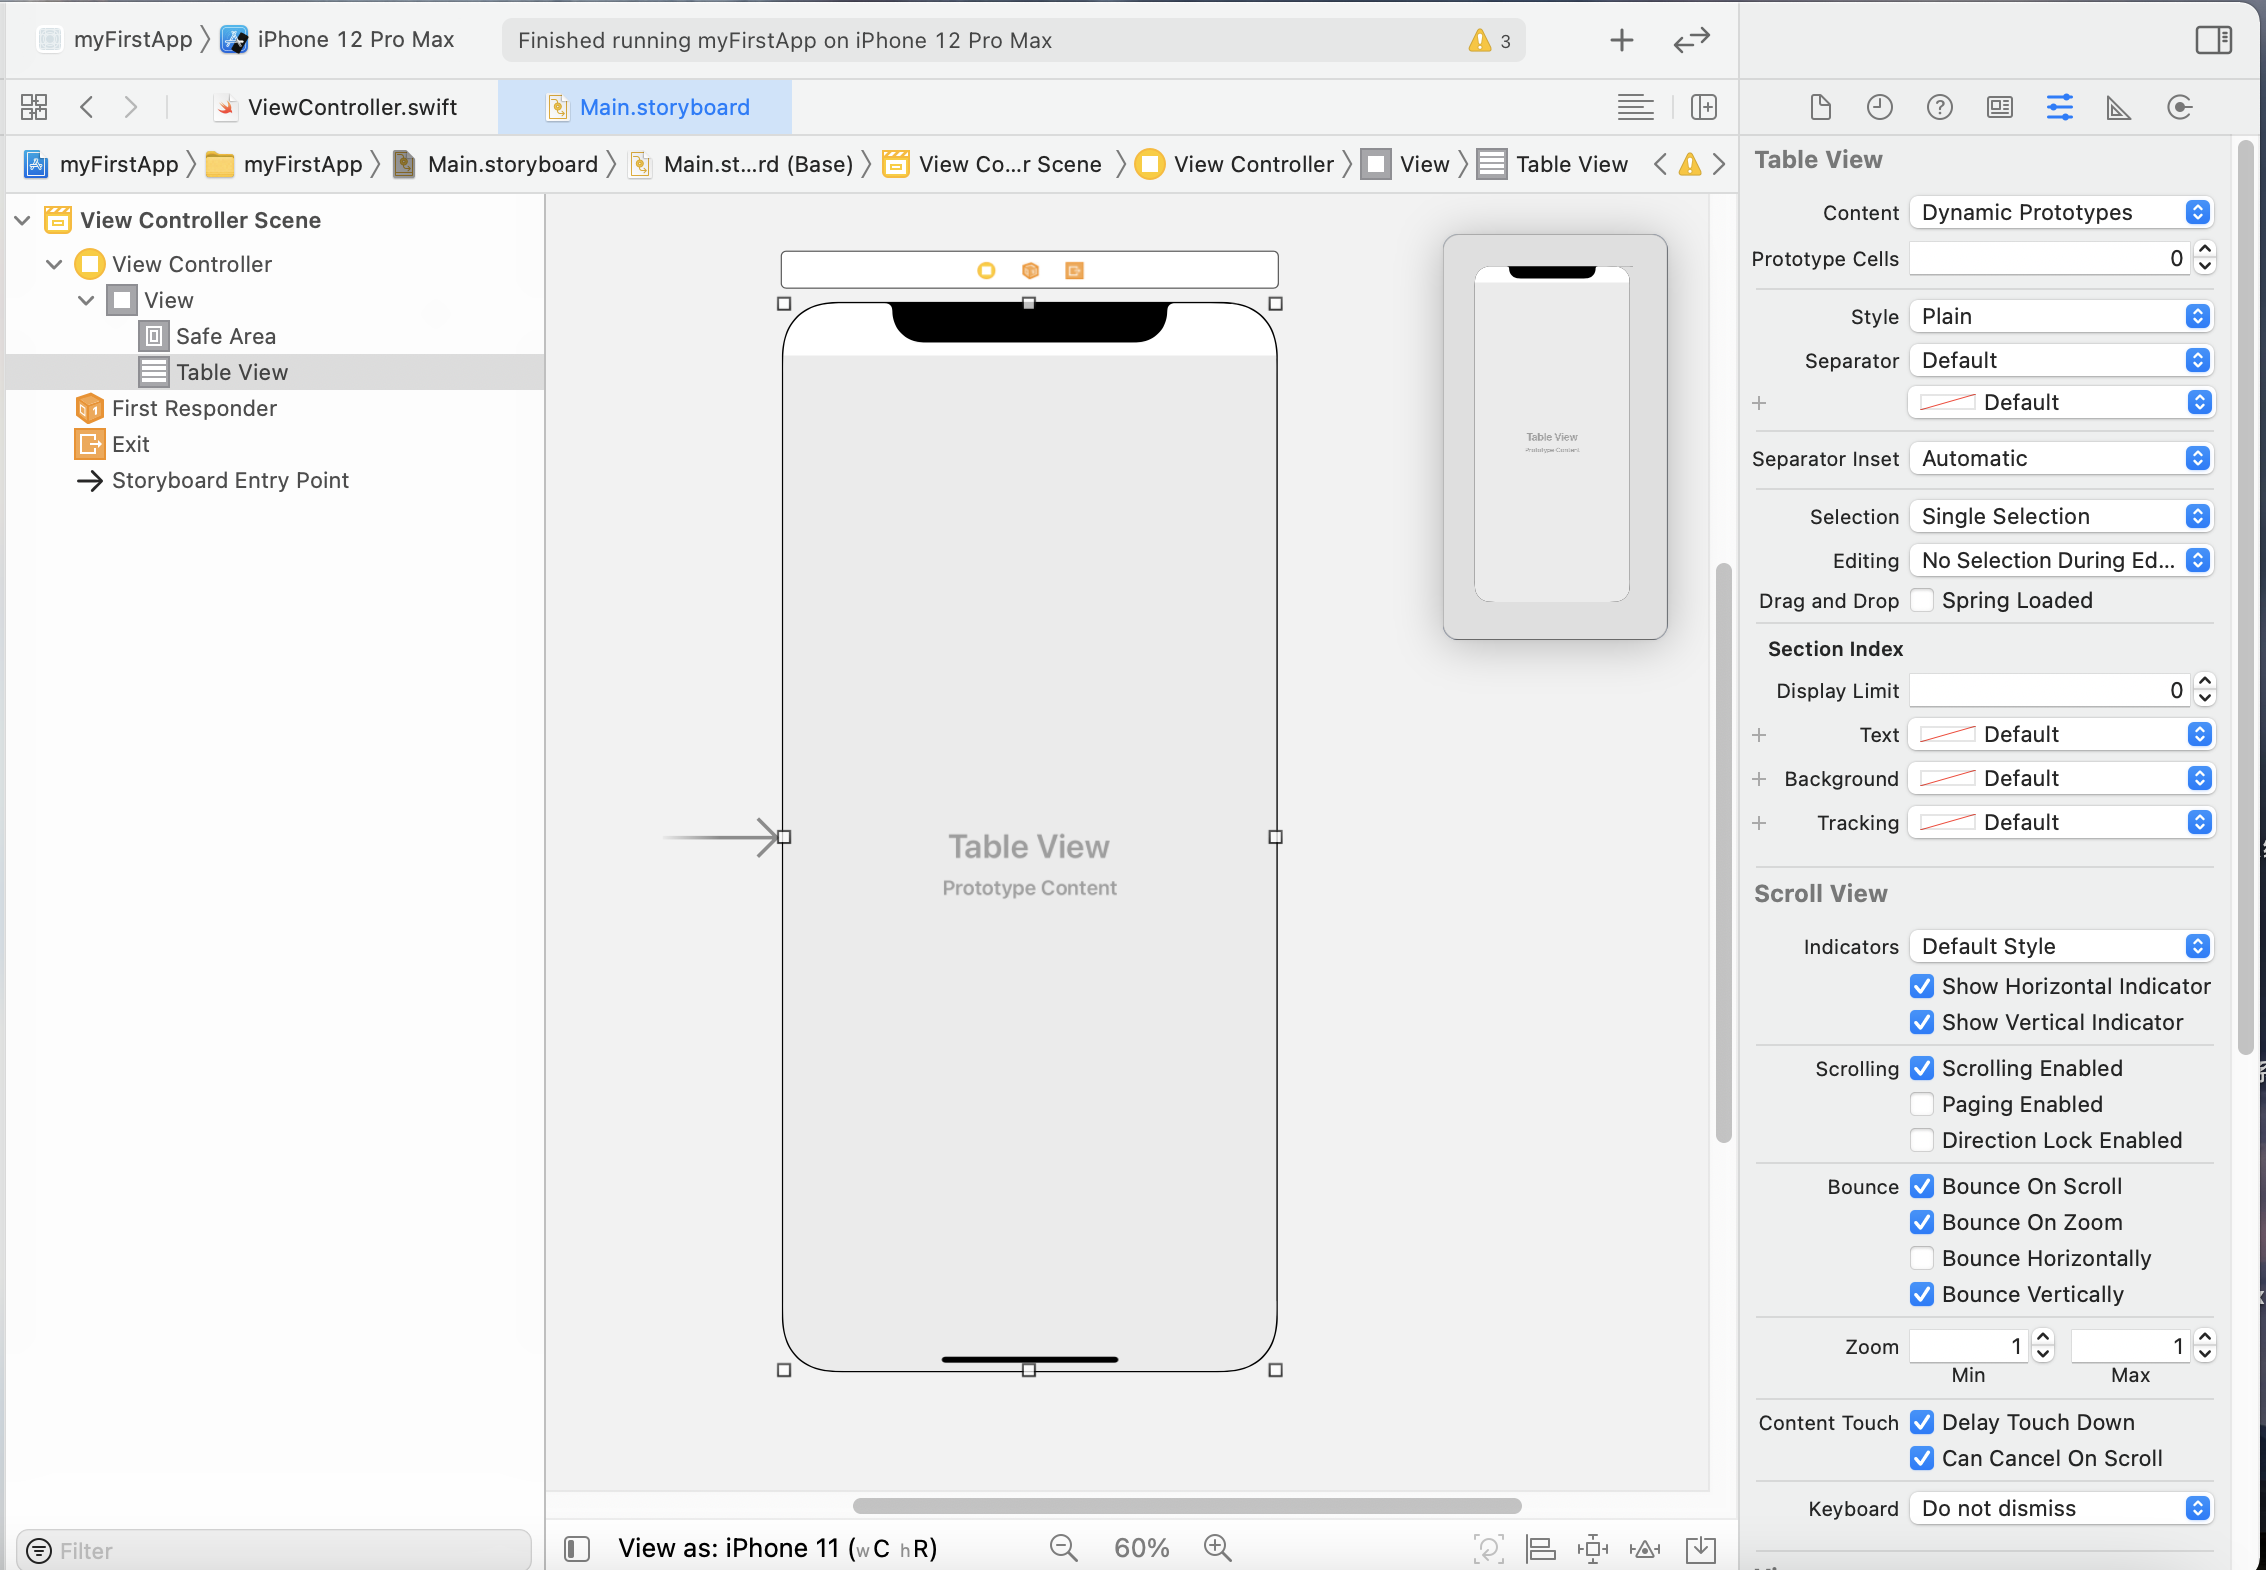 myFirstApp
iPhone 12 Pro Max
Finished running myFirstApp on iPhone 12 Pro Max
3
ViewController.swift
Main.storyboard
myFirstApp
myFirstApp
Main.storyboard
Main.st...rd (Base)
View Co...r Scene
View Controller
View
Table View
View Controller Scene
View Controller
View
Safe Area
Table View
First Responder
Exit
Storyboard Entry Point
Filter
Table View
Prototype Content
Table View
Prototype Content
View as: iPhone 11 (wC hR)
60%
Table View
Content Dynamic Prototypes
Prototype Cells 0
Style Plain
Separator Default
Default
Separator Inset Automatic
Selection Single Selection
Editing No Selection During Ed...
Drag and Drop Spring Loaded
Section Index
Display Limit 0
Text Default
Background Default
Tracking Default
Scroll View
Indicators Default Style
Show Horizontal Indicator
Show Vertical Indicator
Scrolling Scrolling Enabled
Paging Enabled
Direction Lock Enabled
Bounce Bounce On Scroll
Bounce On Zoom
Bounce Horizontally
Bounce Vertically
Zoom 1 1
Min Max
Content Touch Delay Touch Down
Can Cancel On Scroll
Keyboard Do not dismiss